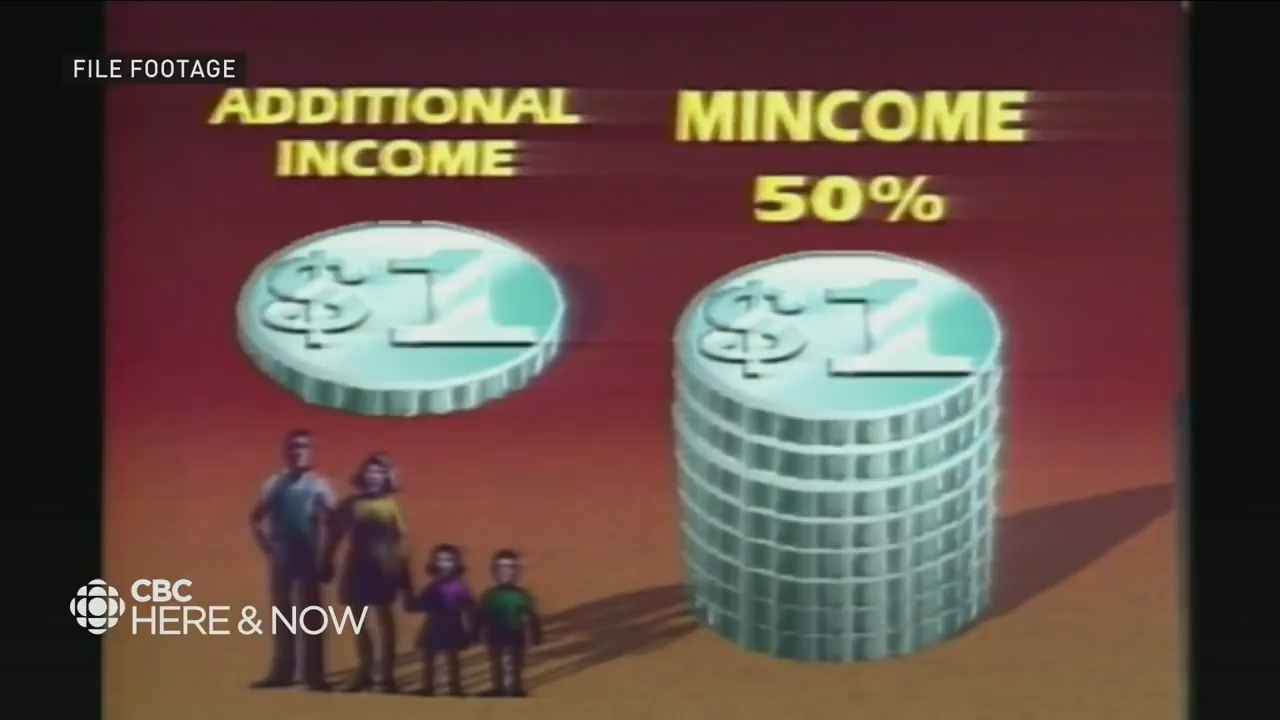 FILE FOOTAGE
ADDITIONAL
INCOME
MINCOME
50%
$1
$1
CBC
HERE & NOW